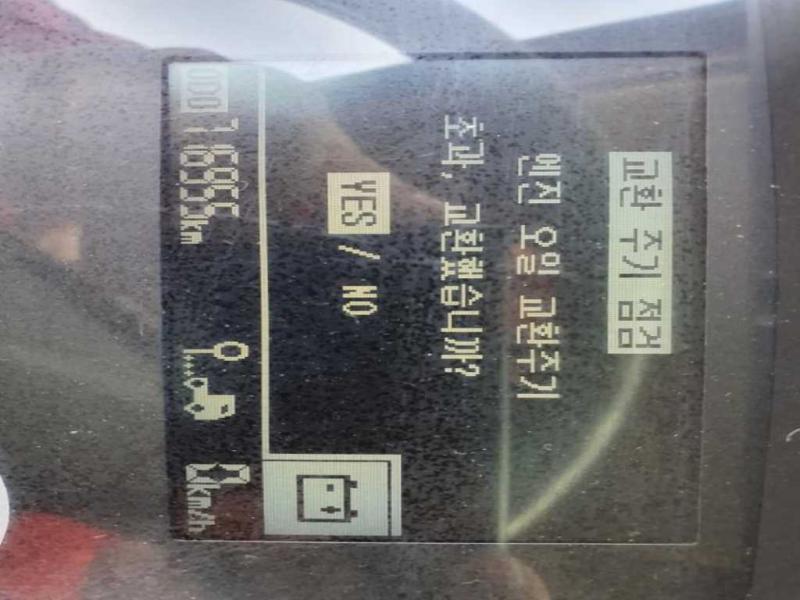 교환 주기 점검
엔진 오일 교환주기
초과, 교환했습니까?
YES / NO
ODO
0km/h